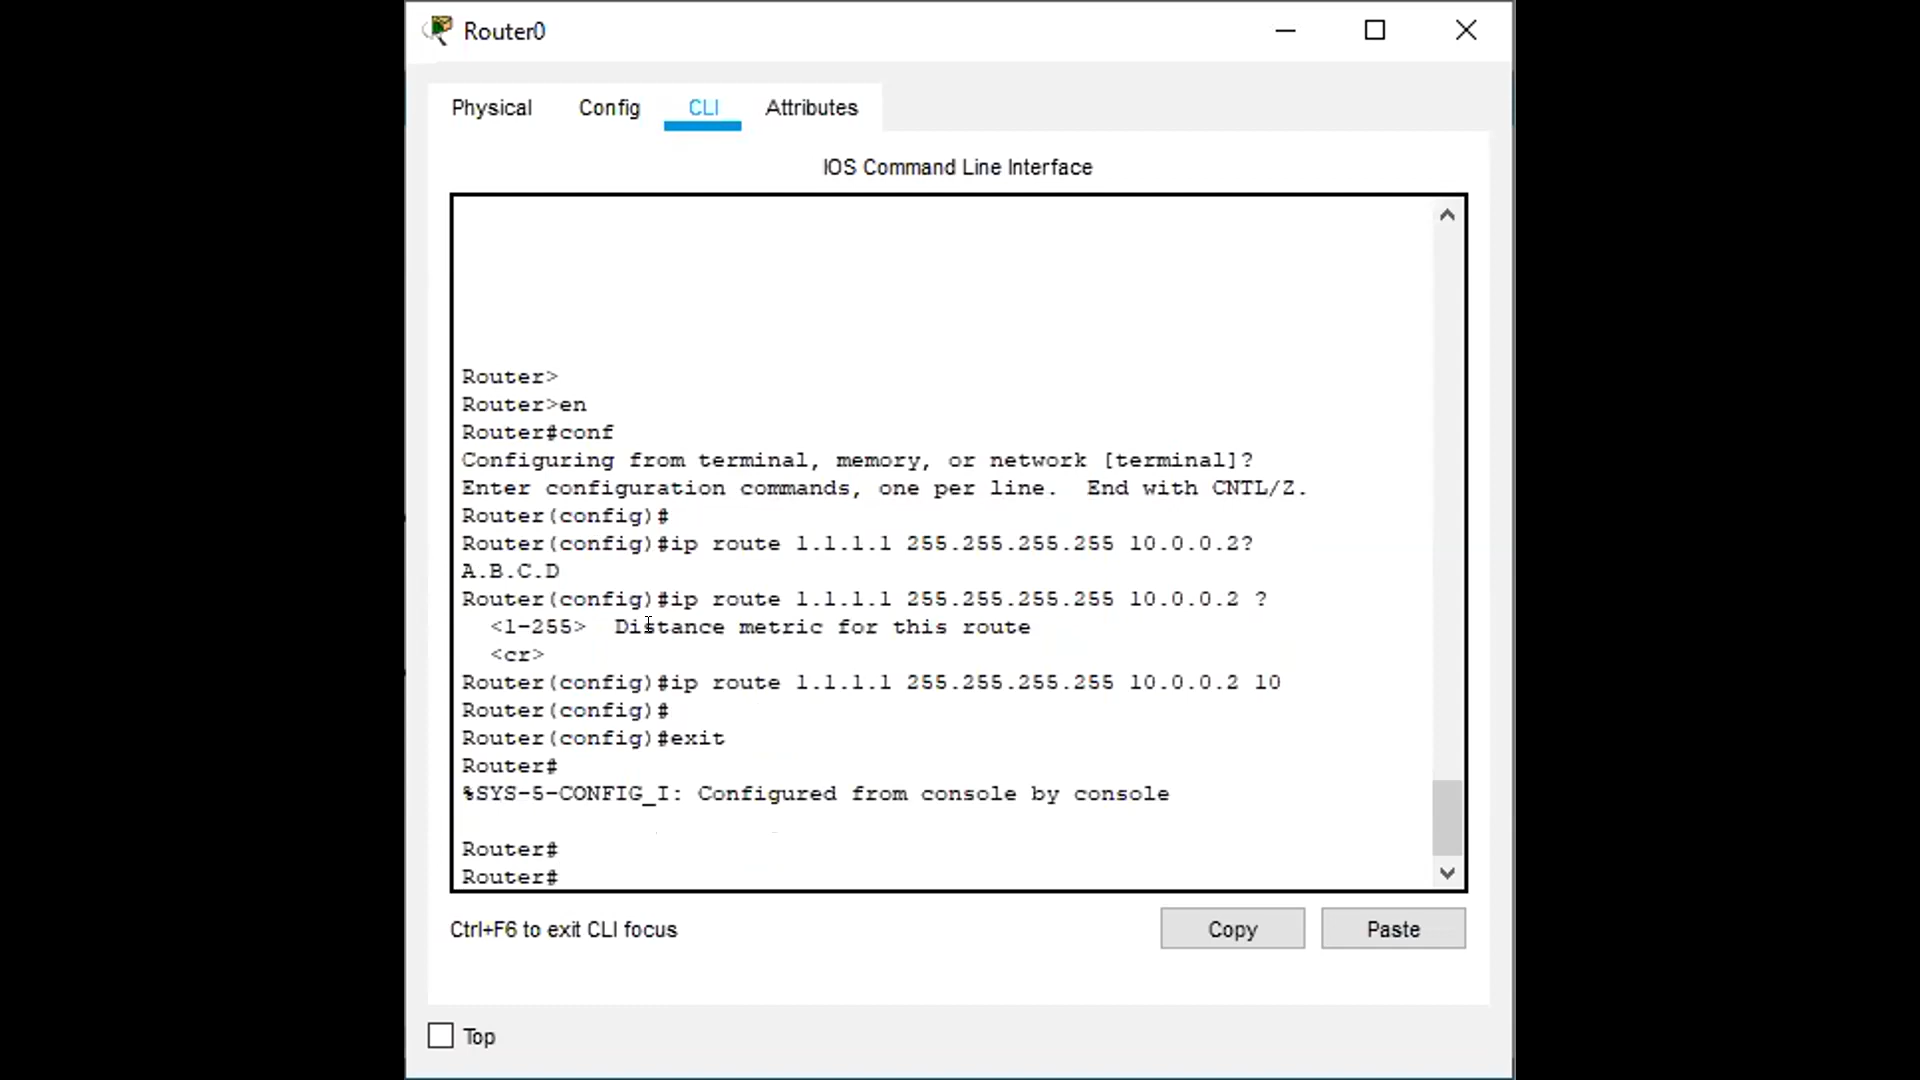 Router0
Physical Config CLI Attributes
IOS Command Line Interface
Router>
Router>en
Router#conf
Configuring from terminal, memory, or network [terminal]?
Enter configuration commands, one per line.  End with CNTL/Z.
Router(config)#
Router(config)#ip route 1.1.1.1 255.255.255.255 10.0.0.2?
A.B.C.D
Router(config)#ip route 1.1.1.1 255.255.255.255 10.0.0.2 ?
  <1-255>  Distance metric for this route
  <cr>
Router(config)#ip route 1.1.1.1 255.255.255.255 10.0.0.2 10
Router(config)#
Router(config)#exit
Router#
%SYS-5-CONFIG_I: Configured from console by console
Router#
Router#
Ctrl+F6 to exit CLI focus Copy Paste
Top